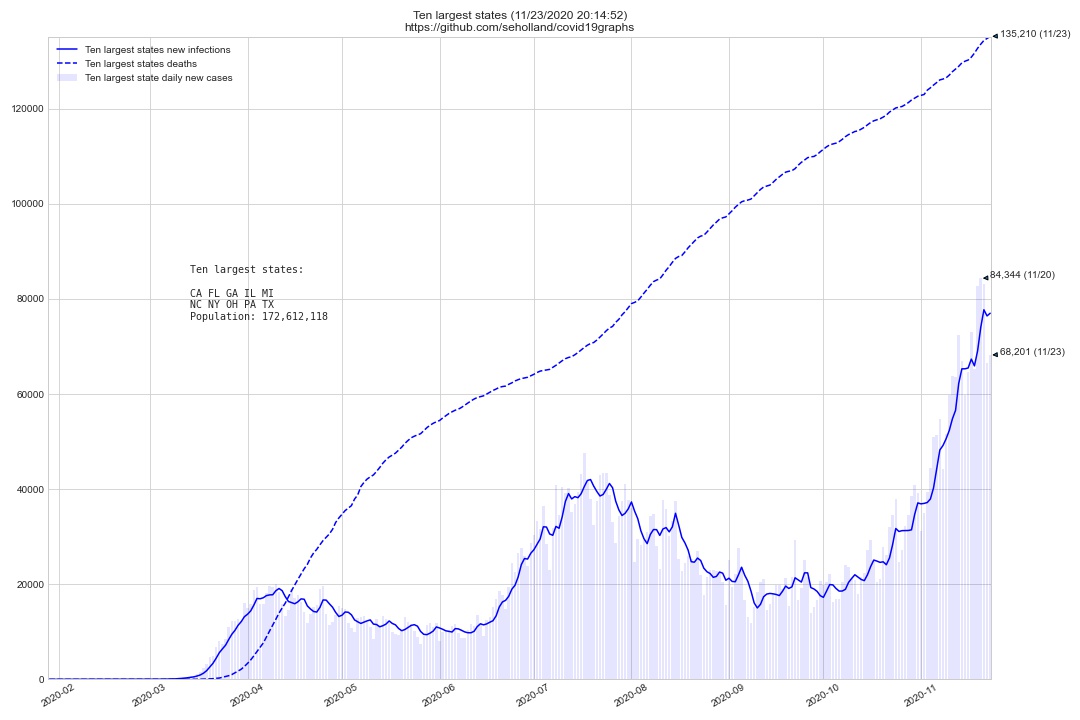 Ten largest states (11/23/2020 20:14:52)
https://github.com/seholland/covid19graphs
Ten largest states new infections
Ten largest states deaths
Ten largest state daily new cases
135,210 (11/23)
120000
100000
Ten largest states:
CA FL GA IL MI
NC NY OH PA TX
Population: 172,612,118
84,344 (11/20)
80000
68,201 (11/23)
60000
40000
20000
0
2020-02
2020-03
2020-04
2020-05
2020-06
2020-07
2020-08
2020-09
2020-10
2020-11